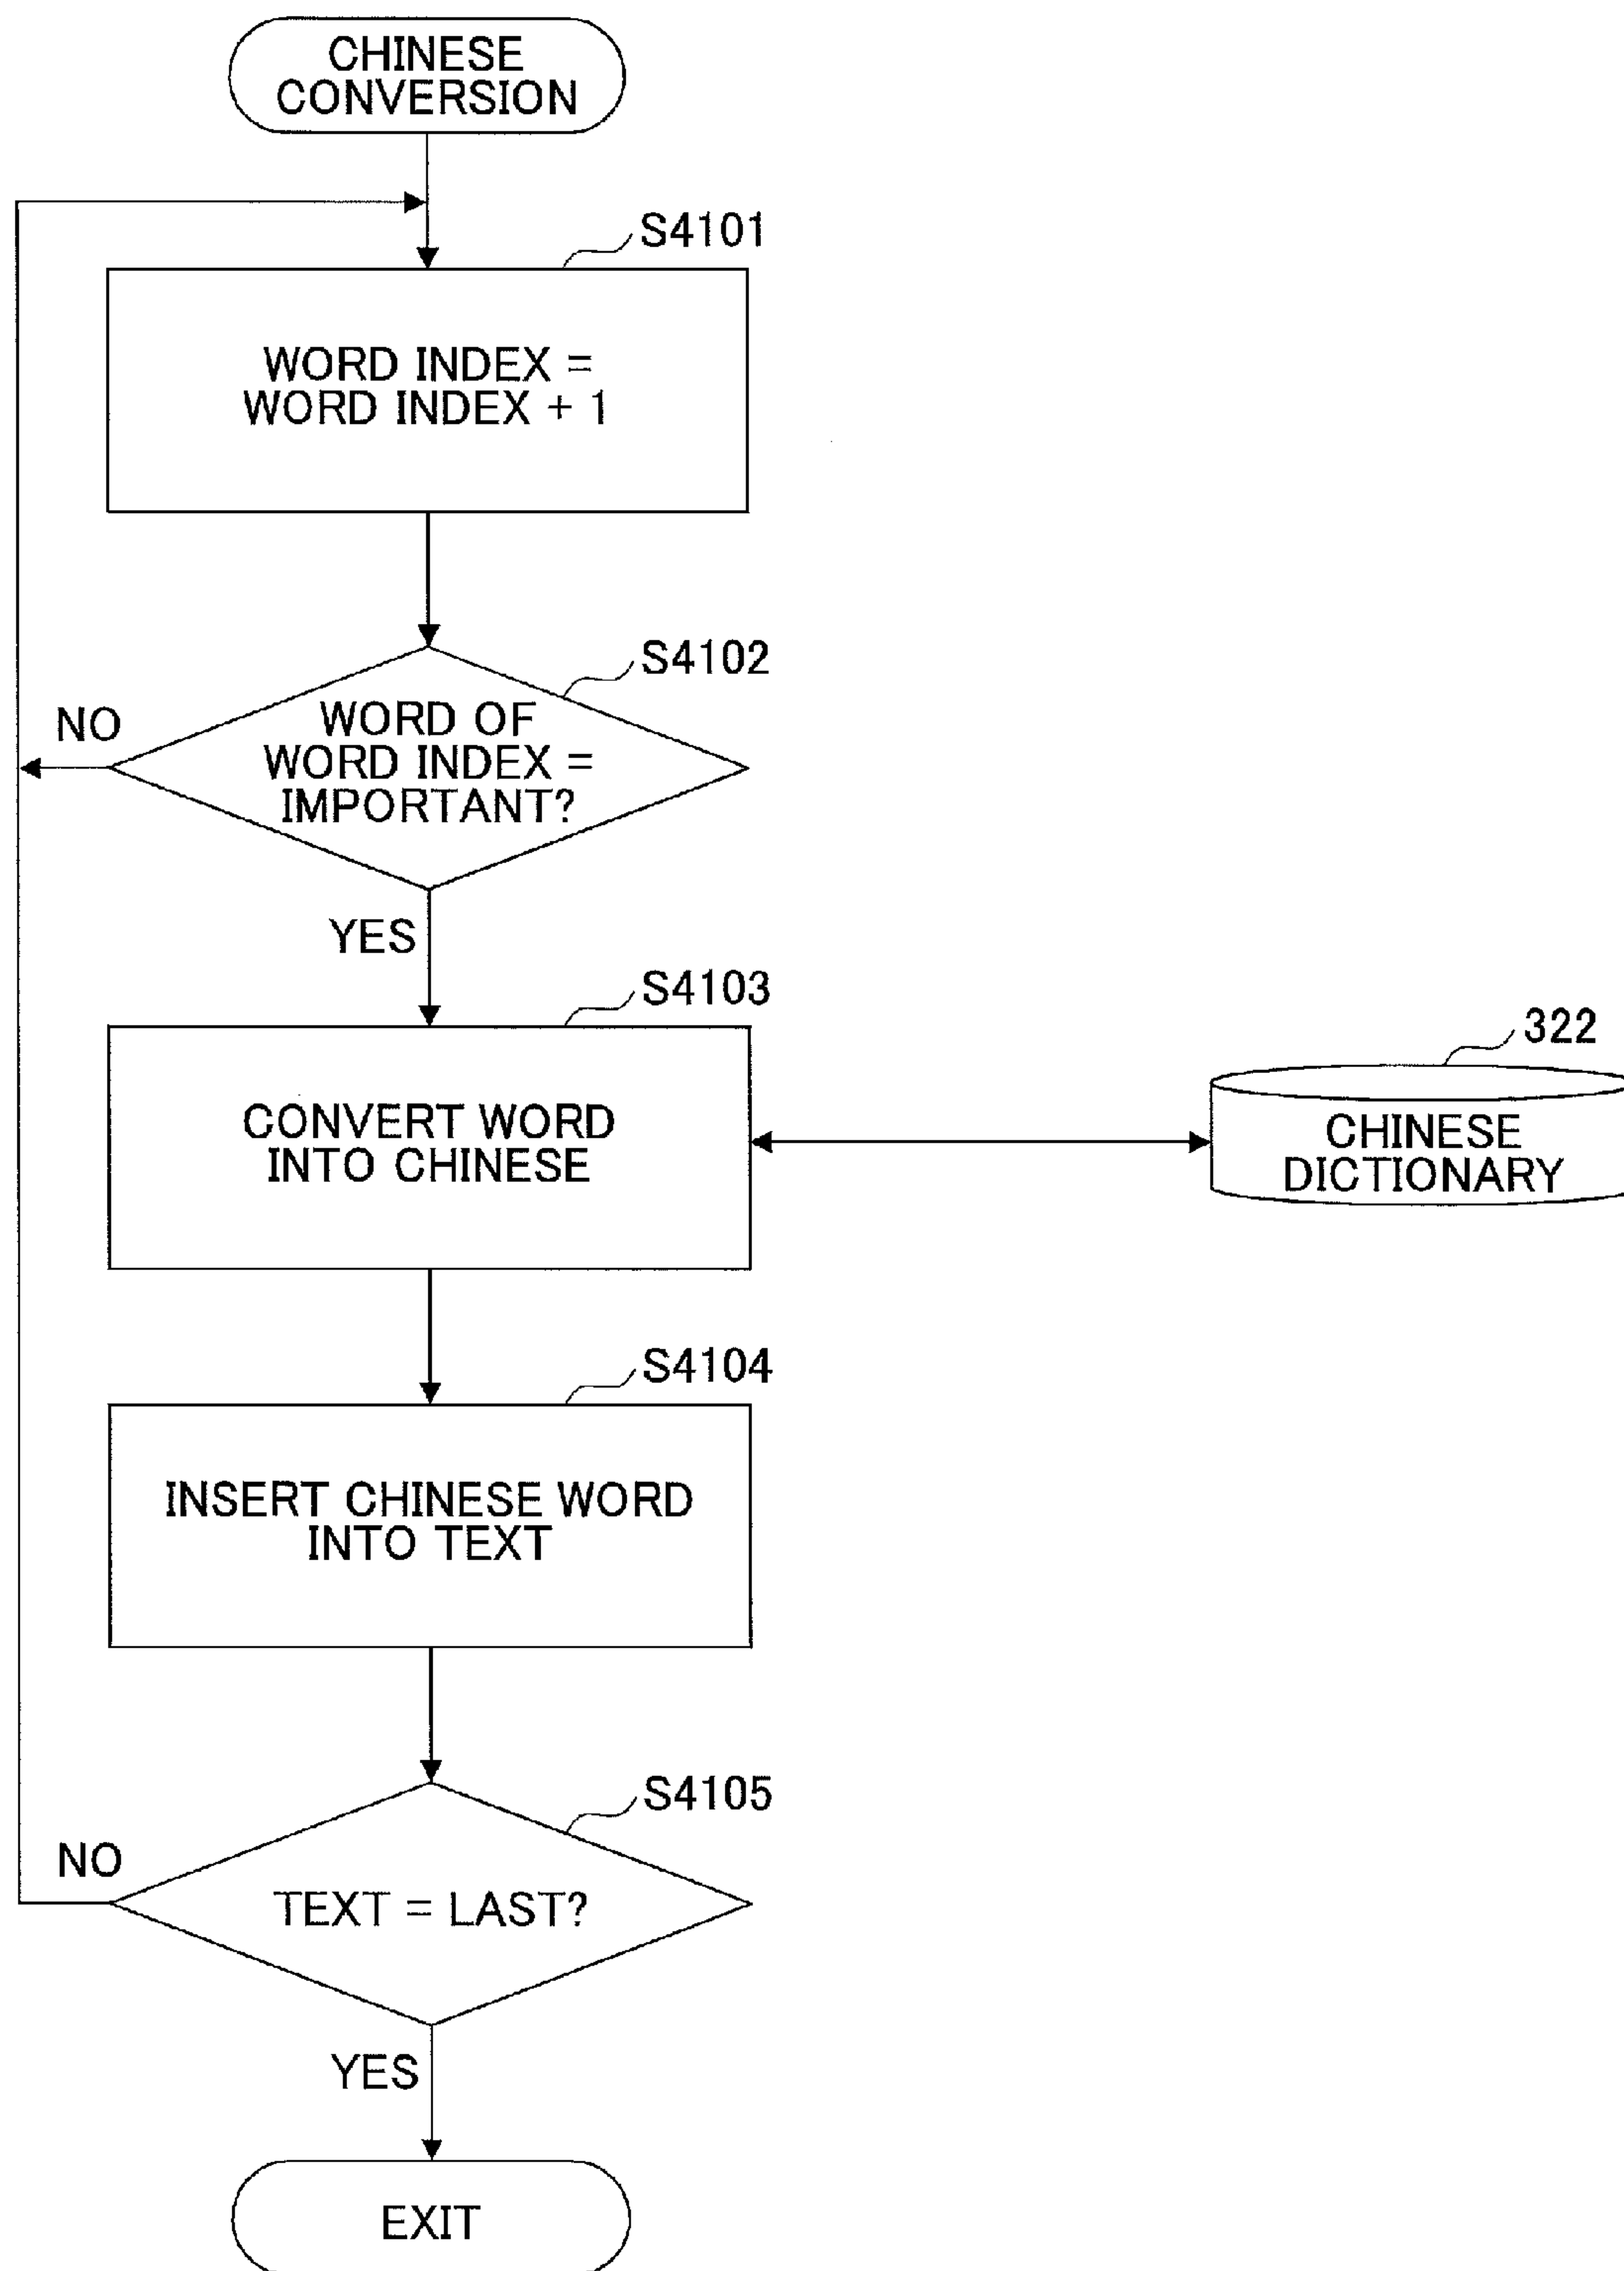 CHINESE
CONVERSION
S4101
WORD INDEX =
WORD INDEX + 1
S4102
NO
WORD OF
WORD INDEX =
IMPORTANT?
YES
S4103
322
CONVERT WORD
INTO CHINESE
CHINESE
DICTIONARY
S4104
INSERT CHINESE WORD
INTO TEXT
S4105
NO
TEXT = LAST?
YES
EXIT